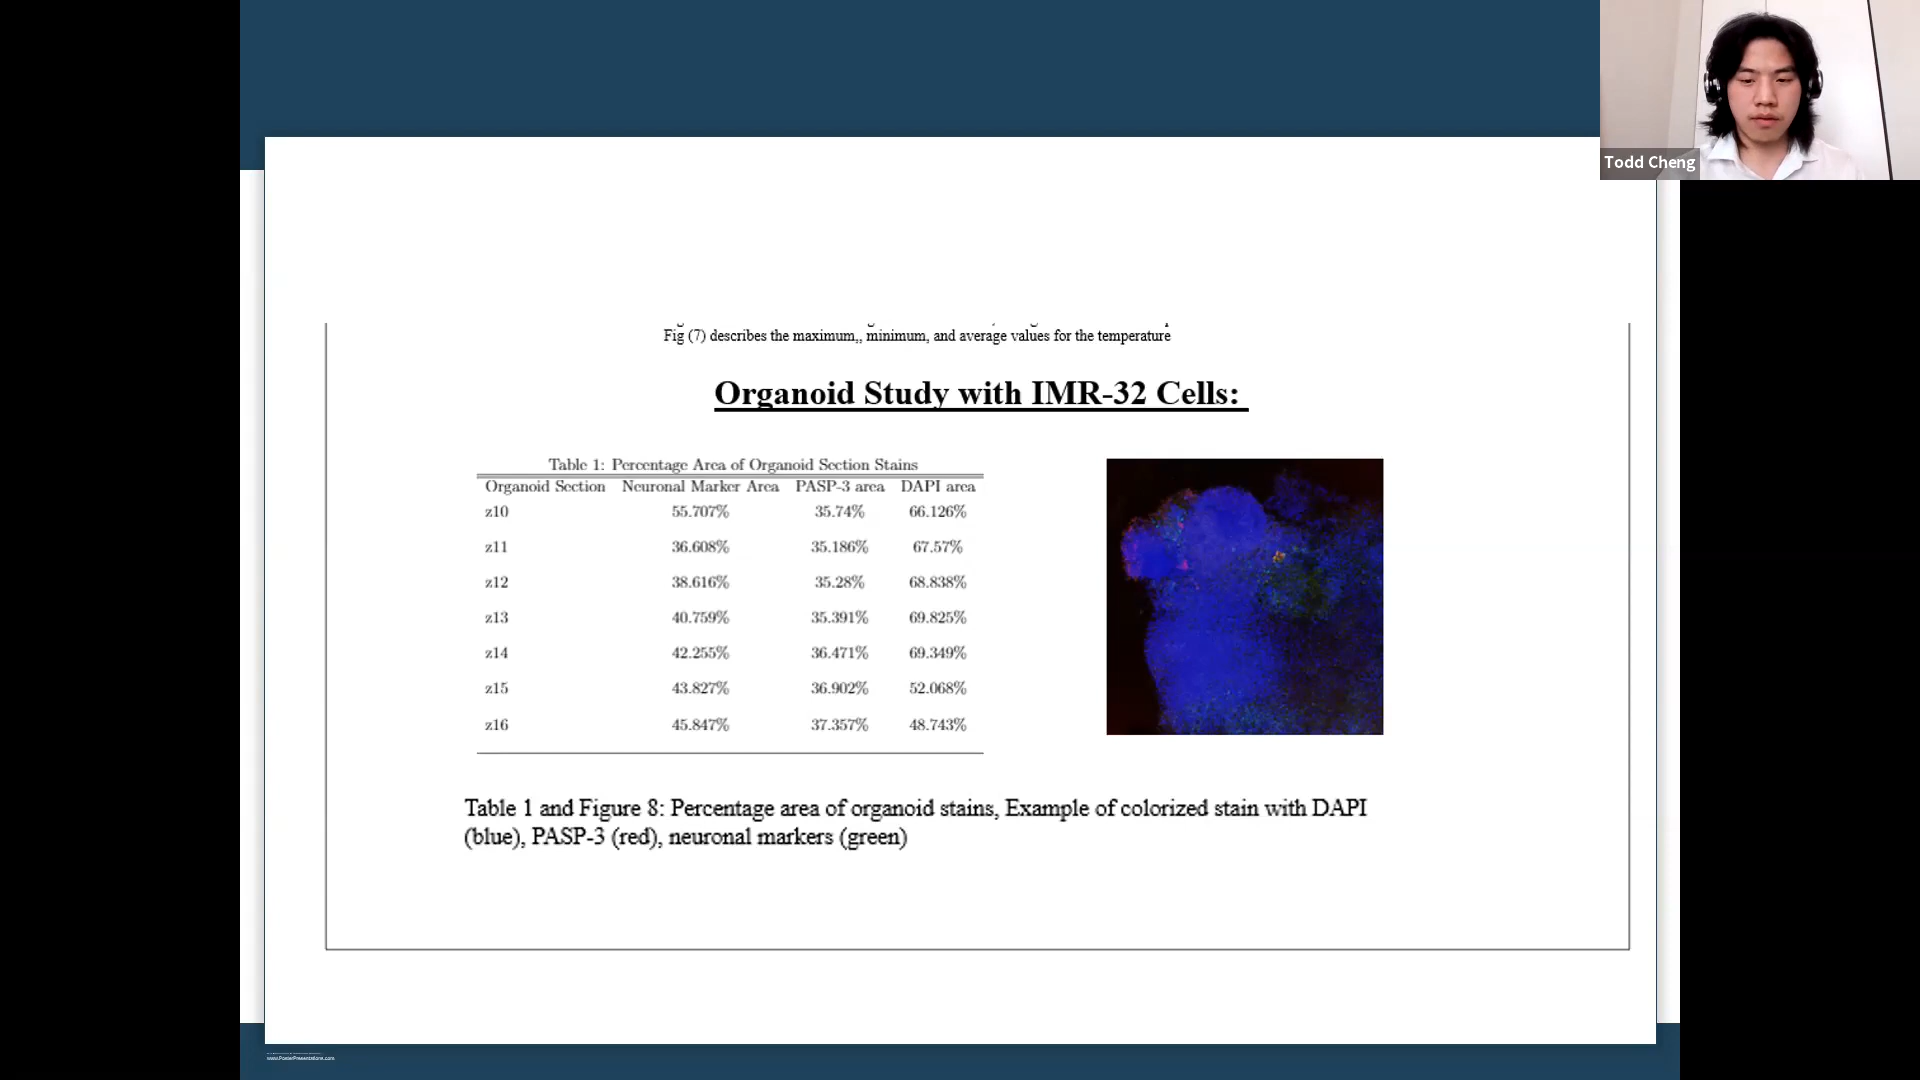 Todd Cheng
Fig (7) describes the maximum,, minimum, and average values for the temperature
Organoid Study with IMR-32 Cells:
Table 1: Percentage Area of Organoid Section Stains
Organoid Section Neuronal Marker Area PASP-3 area DAPI area
z10 55.707% 35.74% 66.126%
z11 36.608% 35.186% 67.57%
z12 38.616% 35.28% 68.838%
z13 40.759% 35.391% 69.825%
z14 42.255% 36.471% 69.349%
z15 43.827% 36.902% 52.068%
z16 45.847% 37.357% 48.743%
Table 1 and Figure 8: Percentage area of organoid stains, Example of colorized stain with DAPI
(blue), PASP-3 (red), neuronal markers (green)
www.PosterPresentations.com